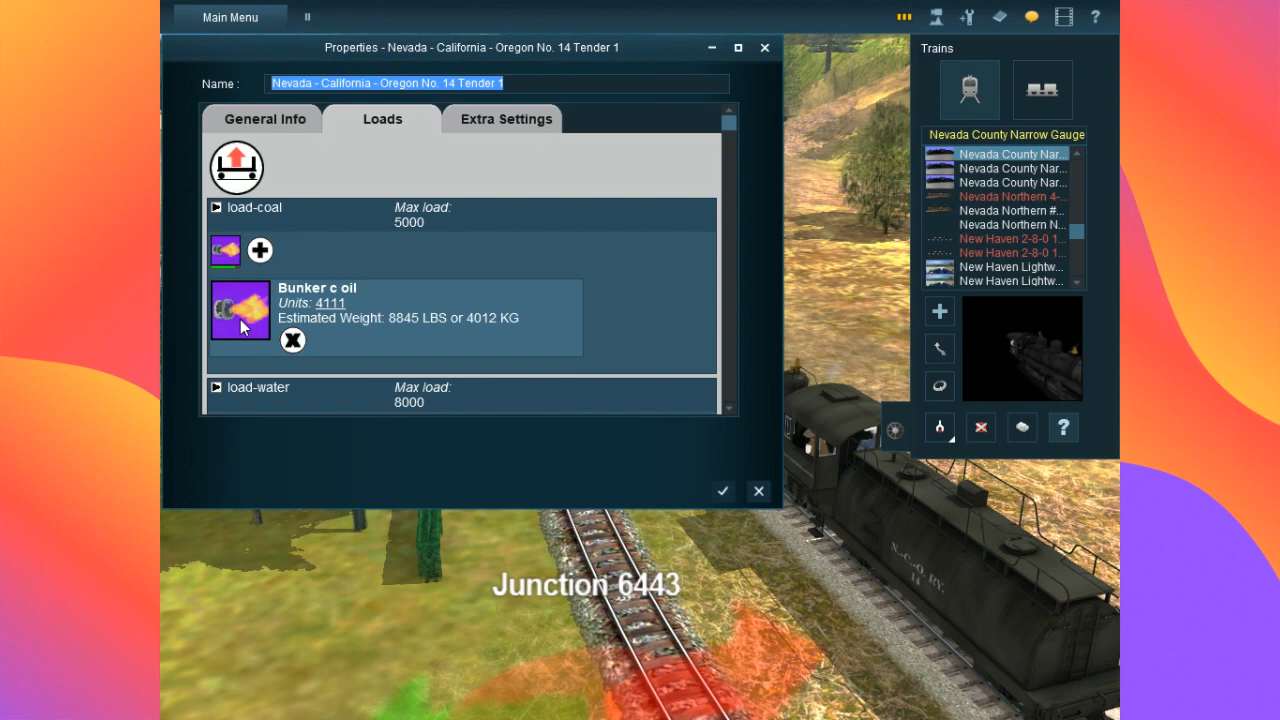 Main Menu
Properties - Nevada - California - Oregon No. 14 Tender 1
Name :
Nevada - California - Oregon No. 14 Tender 1
General Info
Loads
Extra Settings
load-coal
Max load:
5000
Bunker c oil
Units: 4111
Estimated Weight: 8845 LBS or 4012 KG
load-water
Max load:
8000
Trains
Nevada County Narrow Gauge
Nevada County Nar...
Nevada County Nar...
Nevada County Nar...
Nevada Northern 4-...
Nevada Northern #...
Nevada Northern N...
New Haven 2-8-0 1...
New Haven 2-8-0 1...
New Haven Lightw...
New Haven Lightw...
Junction 6443
N.-C.-O. RY.
14